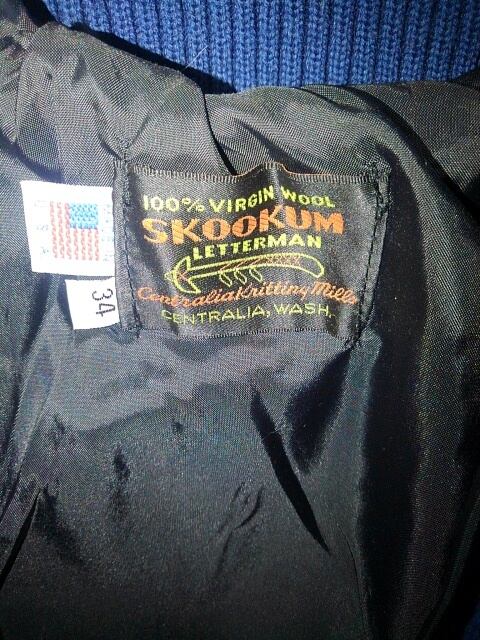 100% VIRGIN WOOL
SKOOKUM
LETTERMAN
Centralia Knitting Mills
CENTRALIA, WASH.
34